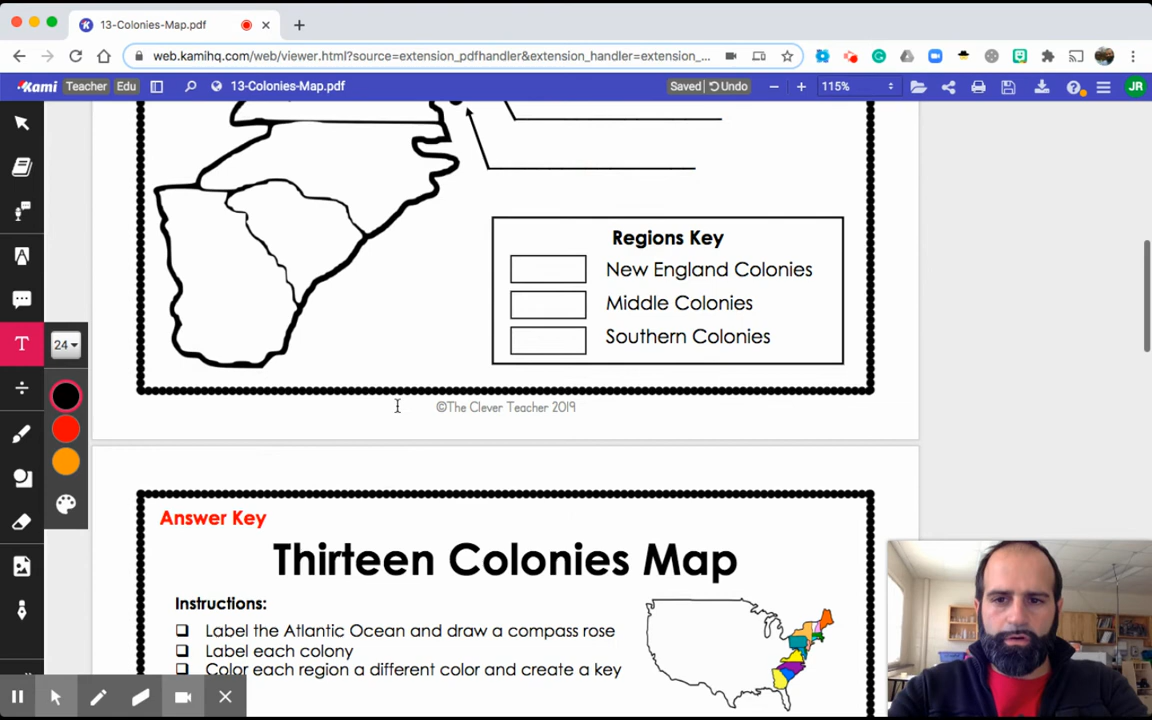 13-Colonies-Map.pdf
web.kamihq.com/web/viewer.html?source=extension_pdfhandler&extension_handler=extension_...
Kami Teacher Edu 13-Colonies-Map.pdf Saved Undo 115% JR
T 24
Regions Key
New England Colonies
Middle Colonies
Southern Colonies
©The Clever Teacher 2019
Answer Key
Thirteen Colonies Map
Instructions:
Label the Atlantic Ocean and draw a compass rose
Label each colony
Color each region a different color and create a key